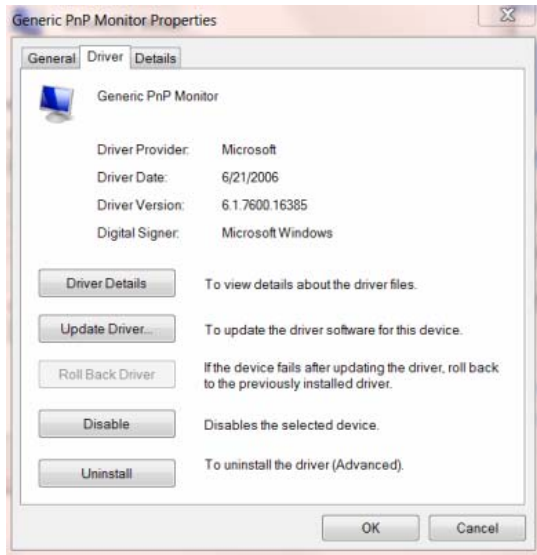 Generic PnP Monitor Properties
General Driver Details
Generic PnP Monitor
Driver Provider: Microsoft
Driver Date: 6/21/2006
Driver Version: 6.1.7600.16385
Digital Signer: Microsoft Windows
Driver Details To view details about the driver files.
Update Driver... To update the driver software for this device.
Roll Back Driver If the device fails after updating the driver, roll back
to the previously installed driver.
Disable Disables the selected device.
Uninstall To uninstall the driver (Advanced).
OK Cancel